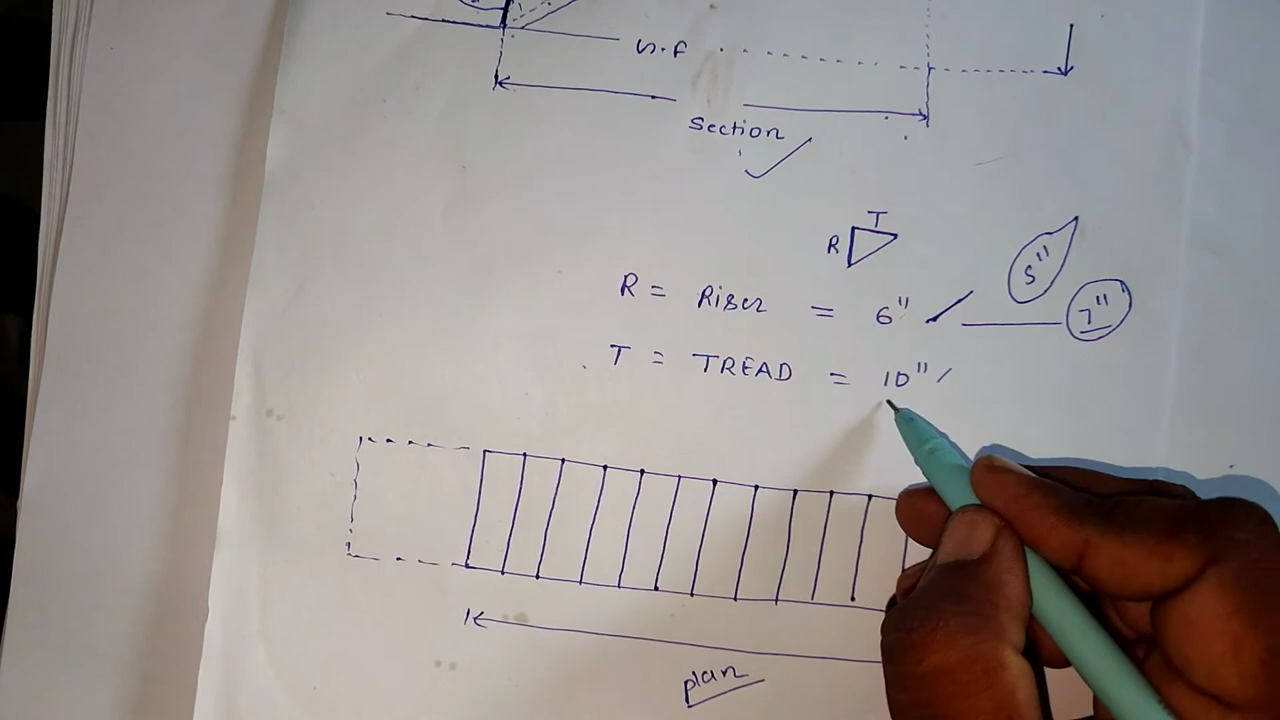 G.F
Section
T
R
5"
R = Riser = 6" 7"
T = TREAD = 10"
plan